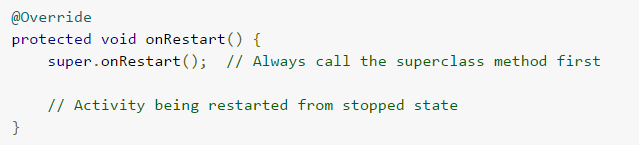 @Override
protected void onRestart() {
    super.onRestart();  // Always call the superclass method first
    // Activity being restarted from stopped state
}